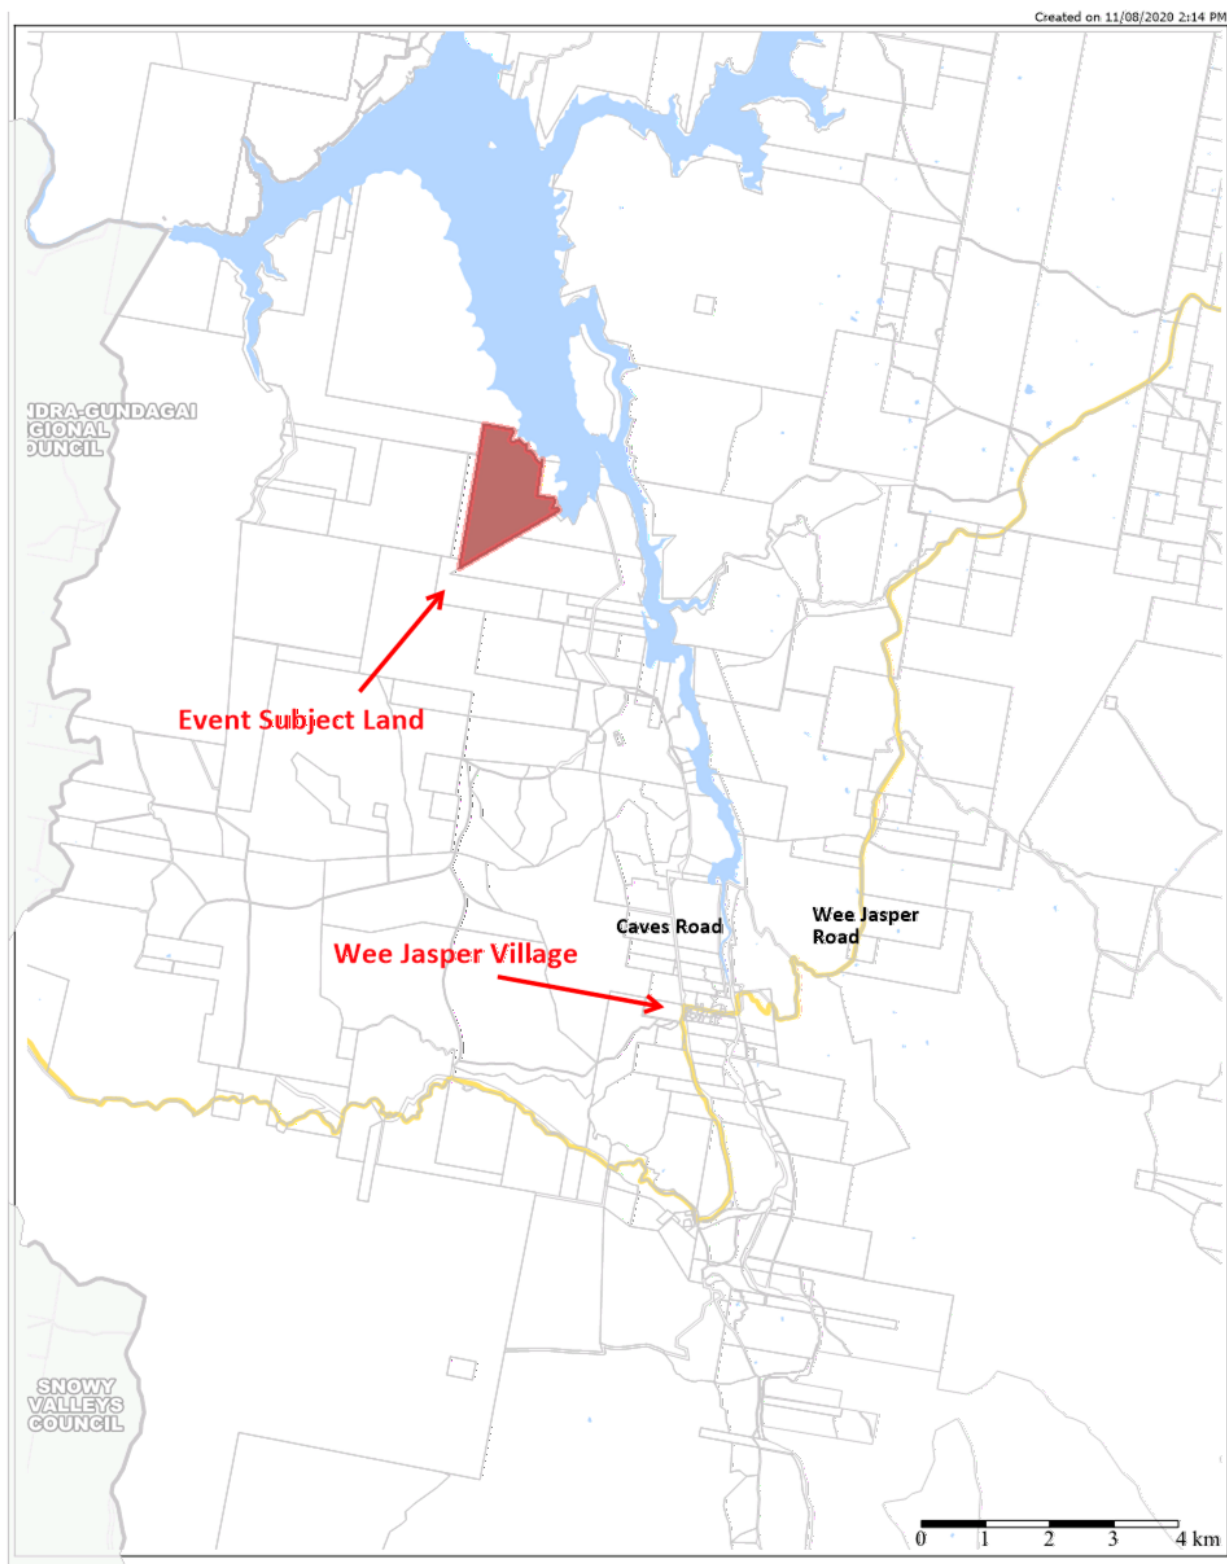 Created on 11/08/2020 2:14 PM
NDRA-GUNDAGAI
GIONAL
OUNCIL
Event Subject Land
Caves Road
Wee Jasper
Road
Wee Jasper Village
SNOWY
VALLEYS
COUNCIL
0 1 2 3 4 km